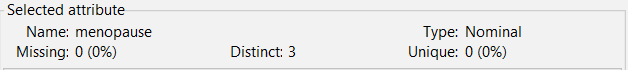 Selected attribute
Name: menopause Type: Nominal
Missing: 0 (0%) Distinct: 3 Unique: 0 (0%)